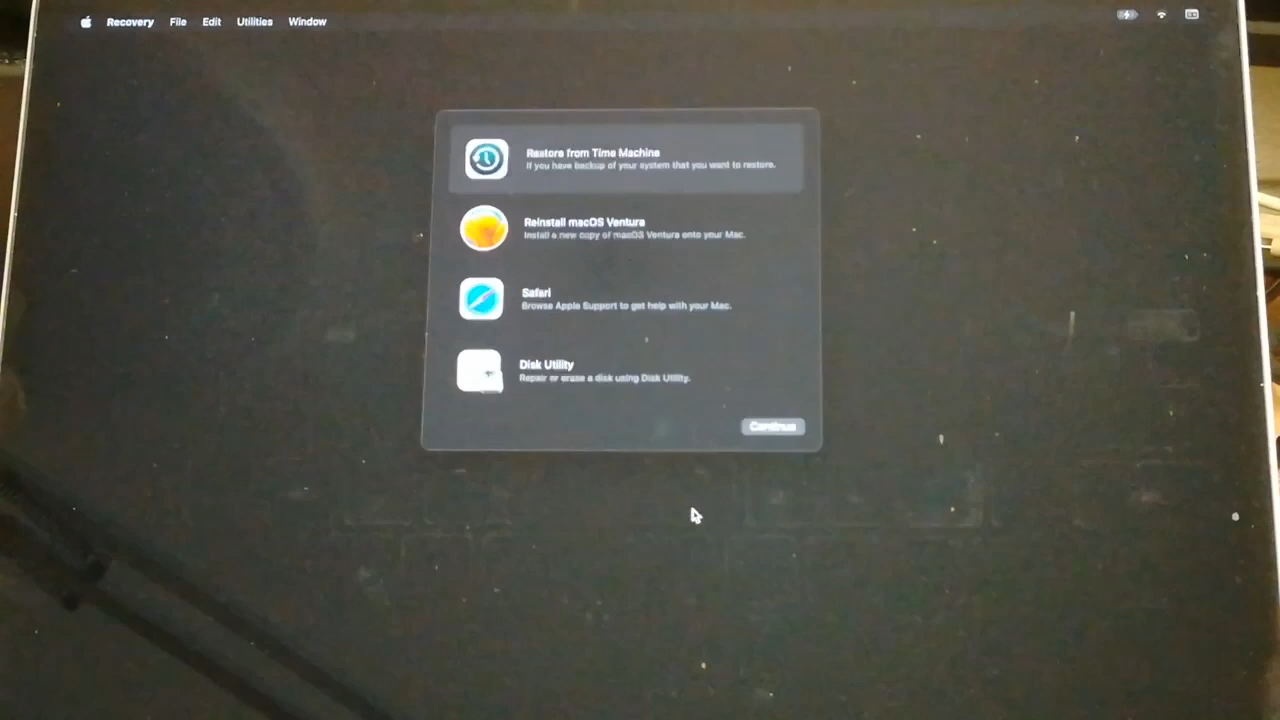 Recovery File Edit Utilities Window
Restore from Time Machine
If you have backup of your system that you want to restore.
Reinstall macOS Ventura
Install a new copy of macOS Ventura onto your Mac.
Safari
Browse Apple Support to get help with your Mac.
Disk Utility
Repair or erase a disk using Disk Utility.
Continue